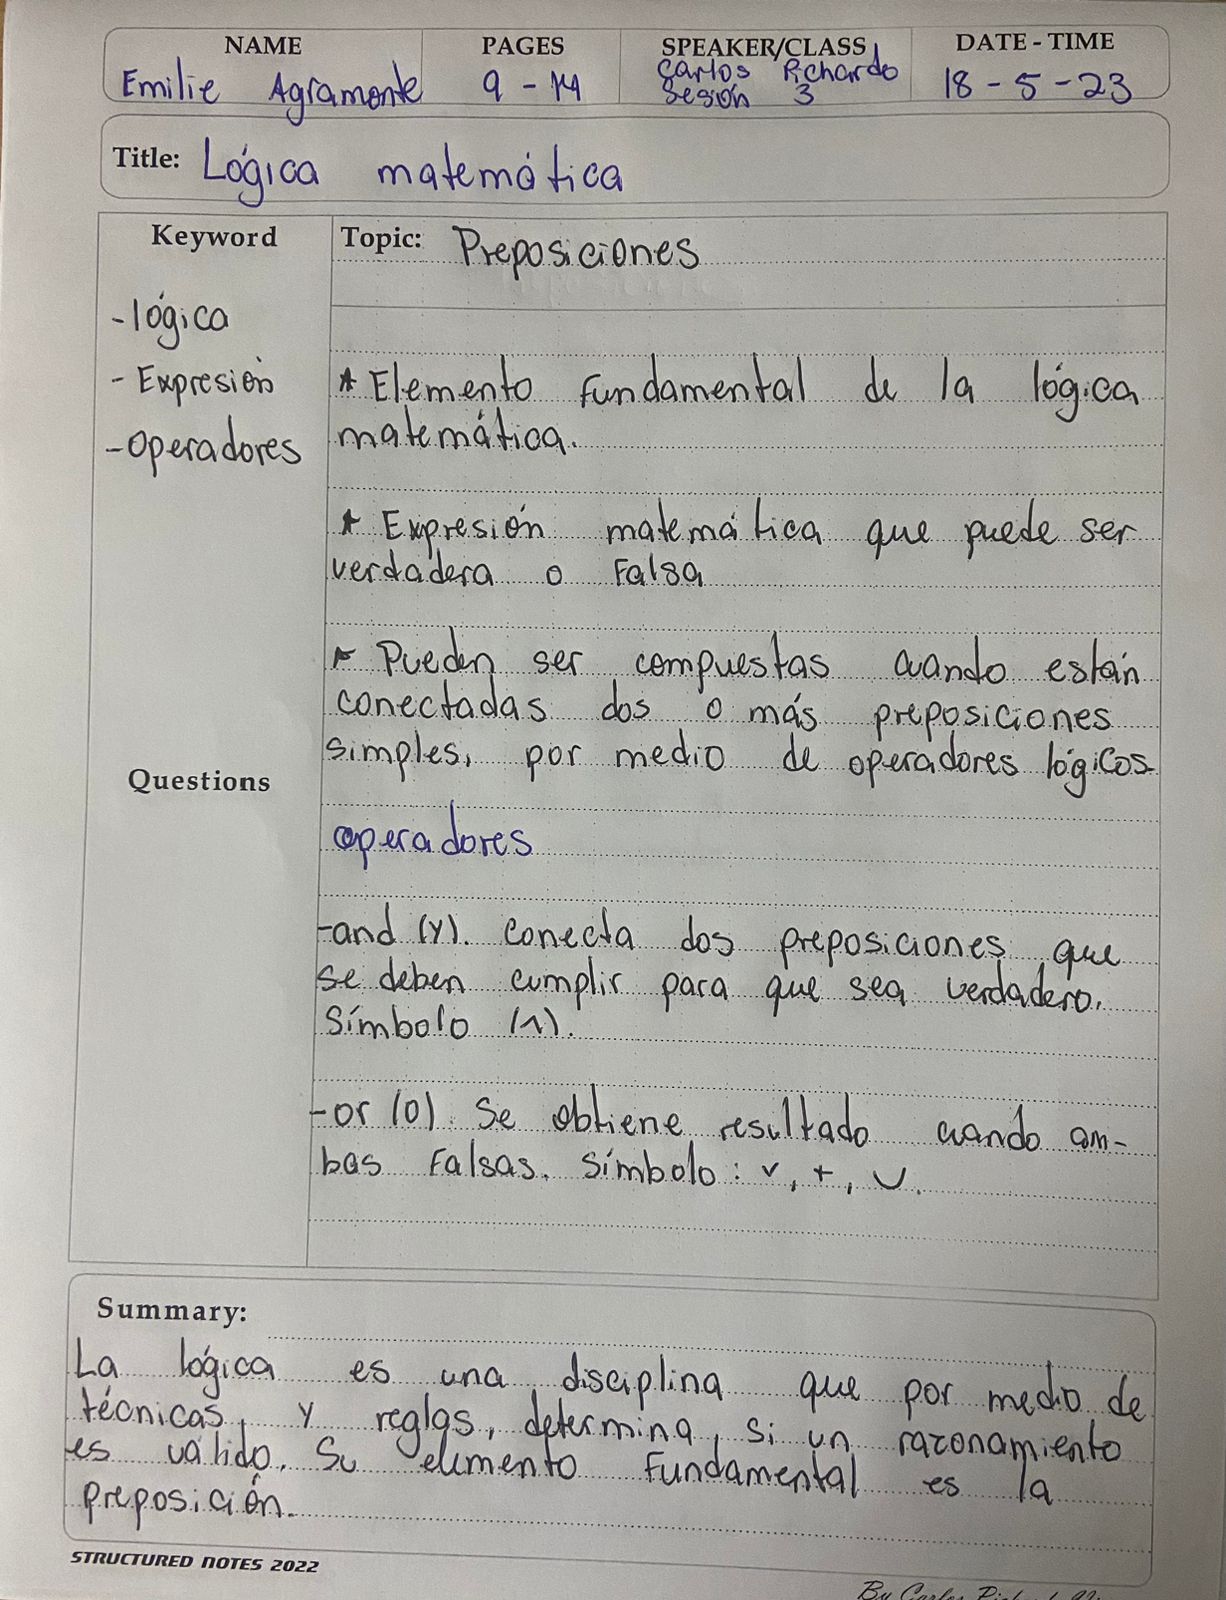 NAME PAGES SPEAKER/CLASS DATE - TIME
Emilie Agramonte 9 - 14 Carlos Pichardo Sesión 3 18 - 5 - 23
Title: Lógica matemática
Keyword
-lógica
- Expresión
-Operadores
Questions
Topic: Preposiciones
* Elemento fundamental de la lógica
matemática.
* Expresión matemática que puede ser
verdadera o falsa
* Pueden ser compuestas cuando están
conectadas dos o más preposiciones
simples, por medio de operadores lógicos
operadores
-and (y). Conecta dos preposiciones que
se deben cumplir para que sea verdadero.
Símbolo (^).
-or (o). Se obtiene resultado cuando am-
bas falsas. Símbolo: v, +, ∪.
Summary:
La lógica es una disciplina que por medio de
técnicas, y reglas, determina, si un razonamiento
es válido. Su elemento fundamental es la
preposición.
STRUCTURED NOTES 2022
By Carlos